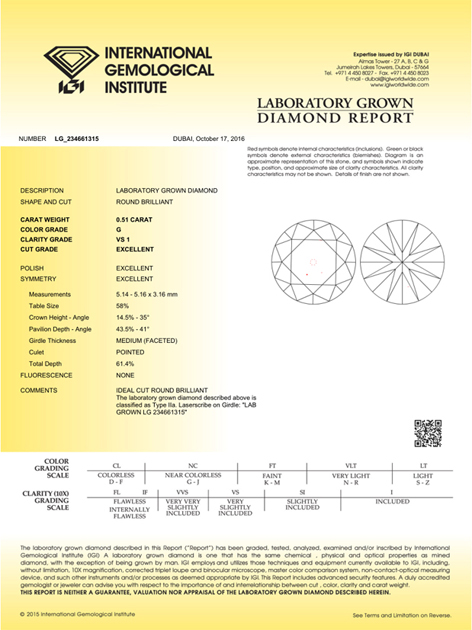 INTERNATIONAL
GEMOLOGICAL
INSTITUTE
IGI
Expertise issued by IGI DUBAI
Almas Tower - 27 A, B, C & G
Jumeirah Lakes Towers, Dubai - 57664
Tel. +971 4 450 8027 - Fax. +971 4 450 8023
E-mail - dubai@igiworldwide.com
www.igiworldwide.com
LABORATORY GROWN
DIAMOND REPORT
NUMBER LG_234661315 DUBAI, October 17, 2016
Red symbols denote internal characteristics (inclusions). Green or black
symbols denote external characteristics (blemishes). Diagram is an
approximate representation of this stone, and symbols shown indicate
type, position, and approximate size of clarity characteristics. All clarity
characteristics may not be shown. Details of finish are not shown.
DESCRIPTION LABORATORY GROWN DIAMOND
SHAPE AND CUT ROUND BRILLIANT
CARAT WEIGHT 0.51 CARAT
COLOR GRADE G
CLARITY GRADE VS 1
CUT GRADE EXCELLENT
POLISH EXCELLENT
SYMMETRY EXCELLENT
Measurements 5.14 - 5.16 x 3.16 mm
Table Size 58%
Crown Height - Angle 14.5% - 35°
Pavilion Depth - Angle 43.5% - 41°
Girdle Thickness MEDIUM (FACETED)
Culet POINTED
Total Depth 61.4%
FLUORESCENCE NONE
COMMENTS IDEAL CUT ROUND BRILLIANT
The laboratory grown diamond described above is
classified as Type IIa. Laserscribe on Girdle: "LAB
GROWN LG 234661315"
COLOR
GRADING
SCALE
CL NC FT VLT LT
COLORLESS NEAR COLORLESS FAINT VERY LIGHT LIGHT
D - F G - J K - M N - R S - Z
CLARITY (10X)
GRADING
SCALE
FL IF VVS VS SI I
FLAWLESS VERY VERY VERY SLIGHTLY INCLUDED
INTERNALLY SLIGHTLY SLIGHTLY INCLUDED
FLAWLESS INCLUDED INCLUDED
The laboratory grown diamond described in this Report ("Report") has been graded, tested, analyzed, examined and/or inscribed by International
Gemological Institute (IGI) A laboratory grown diamond is one that has the same chemical , physical and optical properties as mined
diamond, with the exception of being grown by man. IGI employs and utilizes those techniques and equipment currently available to IGI, including,
without limitation, 10X magnification, corrected triplet loupe and binocular microscope, master color comparison system, non-contact-optical measuring
device, and such other instruments and/or processes as deemed appropriate by IGI. This Report includes advanced security features. A duly accredited
gemologist or jeweler can advise you with respect to the importance of and interrelationship between cut , color, clarity and carat weight.
THIS REPORT IS NEITHER A GUARANTEE, VALUATION NOR APPRAISAL OF THE LABORATORY GROWN DIAMOND DESCRIBED HEREIN.
© 2015 International Gemological Institute See Terms and Limitation on Reverse.